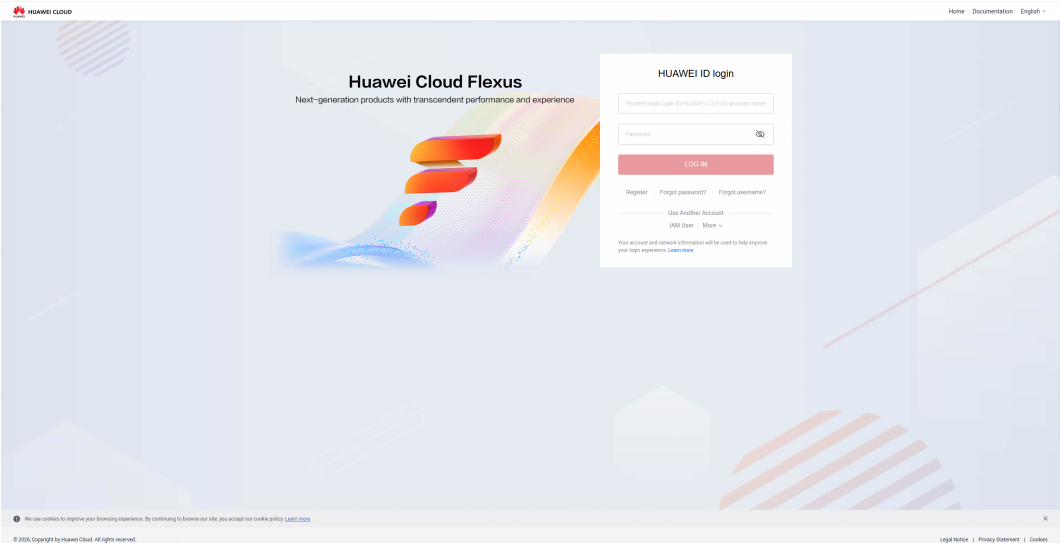 HUAWEI
HUAWEI CLOUD
Home
Documentation
English
Huawei Cloud Flexus
Next-generation products with transcendent performance and experience
HUAWEI ID login
Phone/Email/Login ID/HUAWEI CLOUD account name
Password
LOG IN
Register | Forgot password? | Forgot username?
Use Another Account
IAM User | More
Your account and network information will be used to help improve
your login experience. Learn more
We use cookies to improve your browsing experience. By continuing to browse our site, you accept our cookie policy. Learn more
© 2026, Copyright by Huawei Cloud. All rights reserved.
Legal Notice | Privacy Statement | Cookies